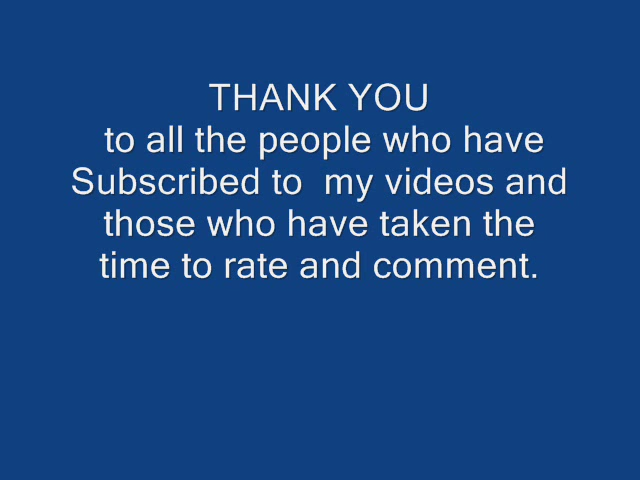 THANK YOU
to all the people who have
Subscribed to  my videos and
those who have taken the
time to rate and comment.